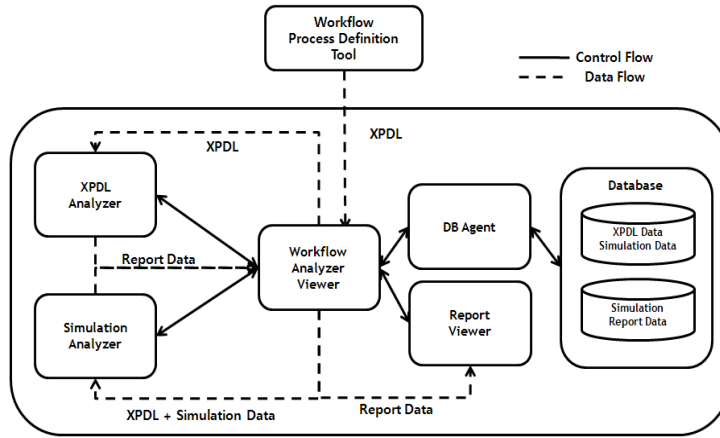 Workflow
Process Definition
Tool
Control Flow
Data Flow
XPDL
XPDL
XPDL
Analyzer
DB Agent
Database
XPDL Data
Simulation Data
Workflow
Analyzer
Viewer
Report Data
Simulation
Analyzer
Report
Viewer
Simulation
Report Data
XPDL + Simulation Data
Report Data